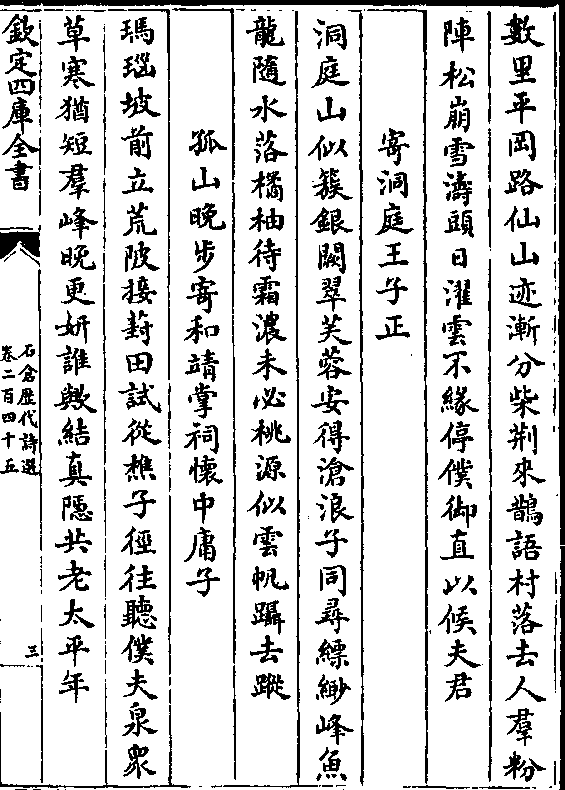 數里平岡路仙山迹漸分柴荆來鵲語村落去人羣粉
陣松崩雪濤頭日濯雲不緣停僕御直以候夫君
寄洞庭王子正
洞庭山似簇銀闕翠芙蓉安得滄浪子同尋縹緲峰魚
龍隨水落橘柚待霜濃未必桃源似雲帆躡去蹤
孤山晚步寄和靖掌祠懷中庸子
瑪瑙坡前立荒陂接葑田試從樵子徑往聽僕夫泉衆
草寒猶短羣峰晚更妍誰歟結真隱共老太平年
欽定四庫全書
石倉歷代詩選
卷二百四十五
三